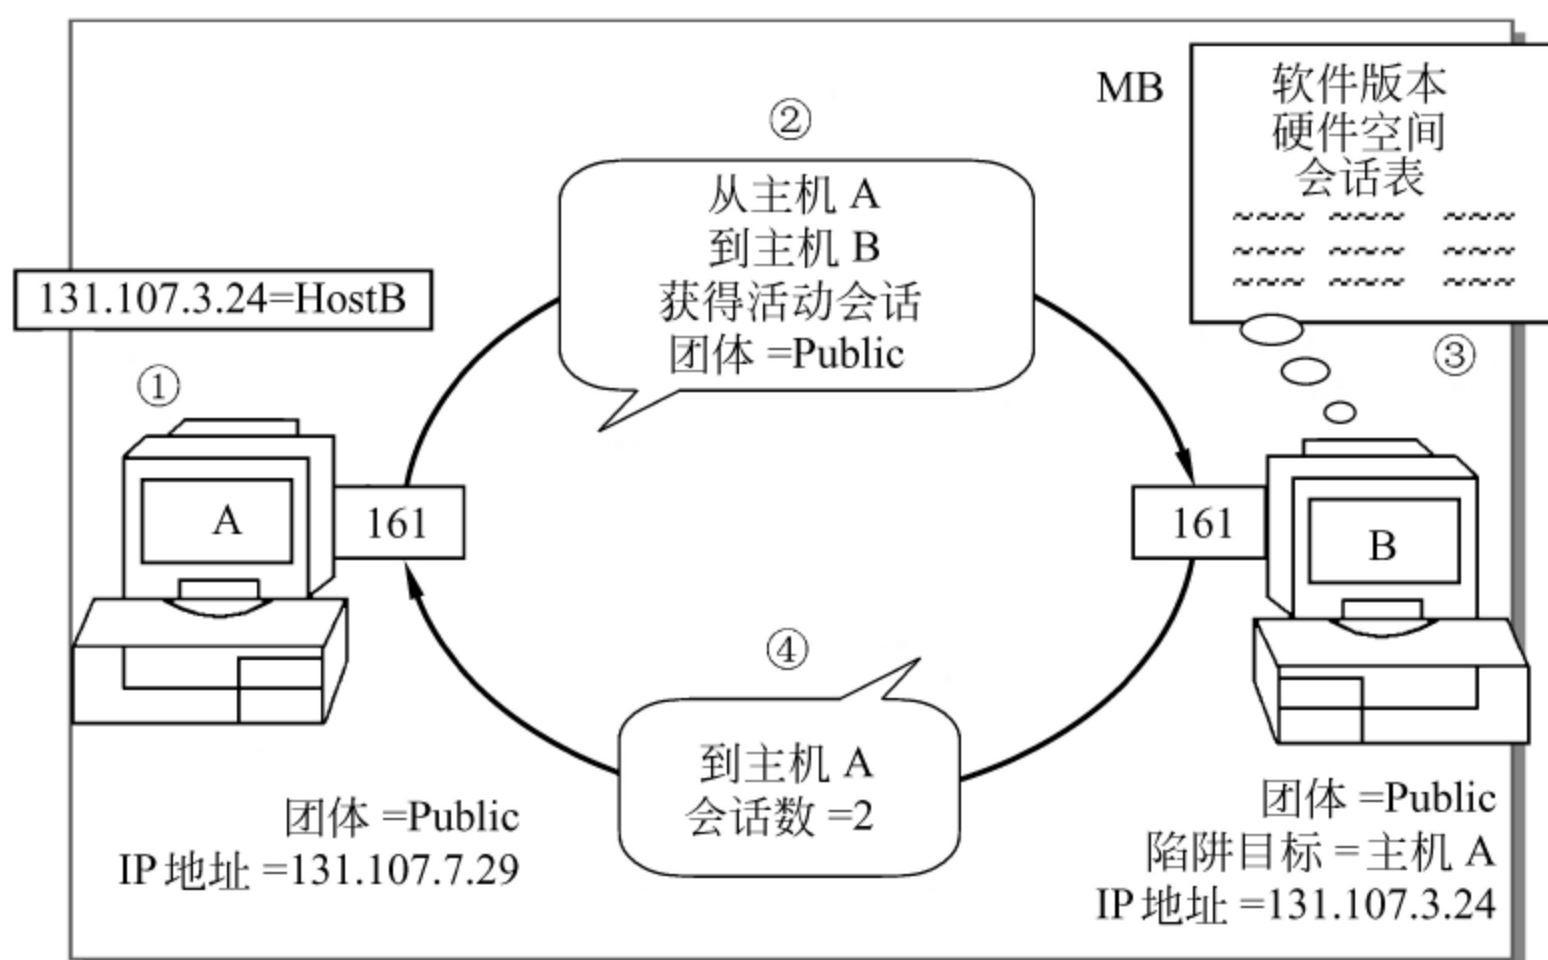 MB
软件版本
硬件空间
会话表
~~~ ~~~ ~~~
~~~ ~~~ ~~~
~~~ ~~~ ~~~
②
从主机 A
到主机 B
获得活动会话
团体 =Public
131.107.3.24=HostB
①
③
A
161
161
B
④
到主机 A
会话数 =2
团体 =Public
IP 地址 =131.107.7.29
团体 =Public
陷阱目标 = 主机 A
IP 地址 =131.107.3.24